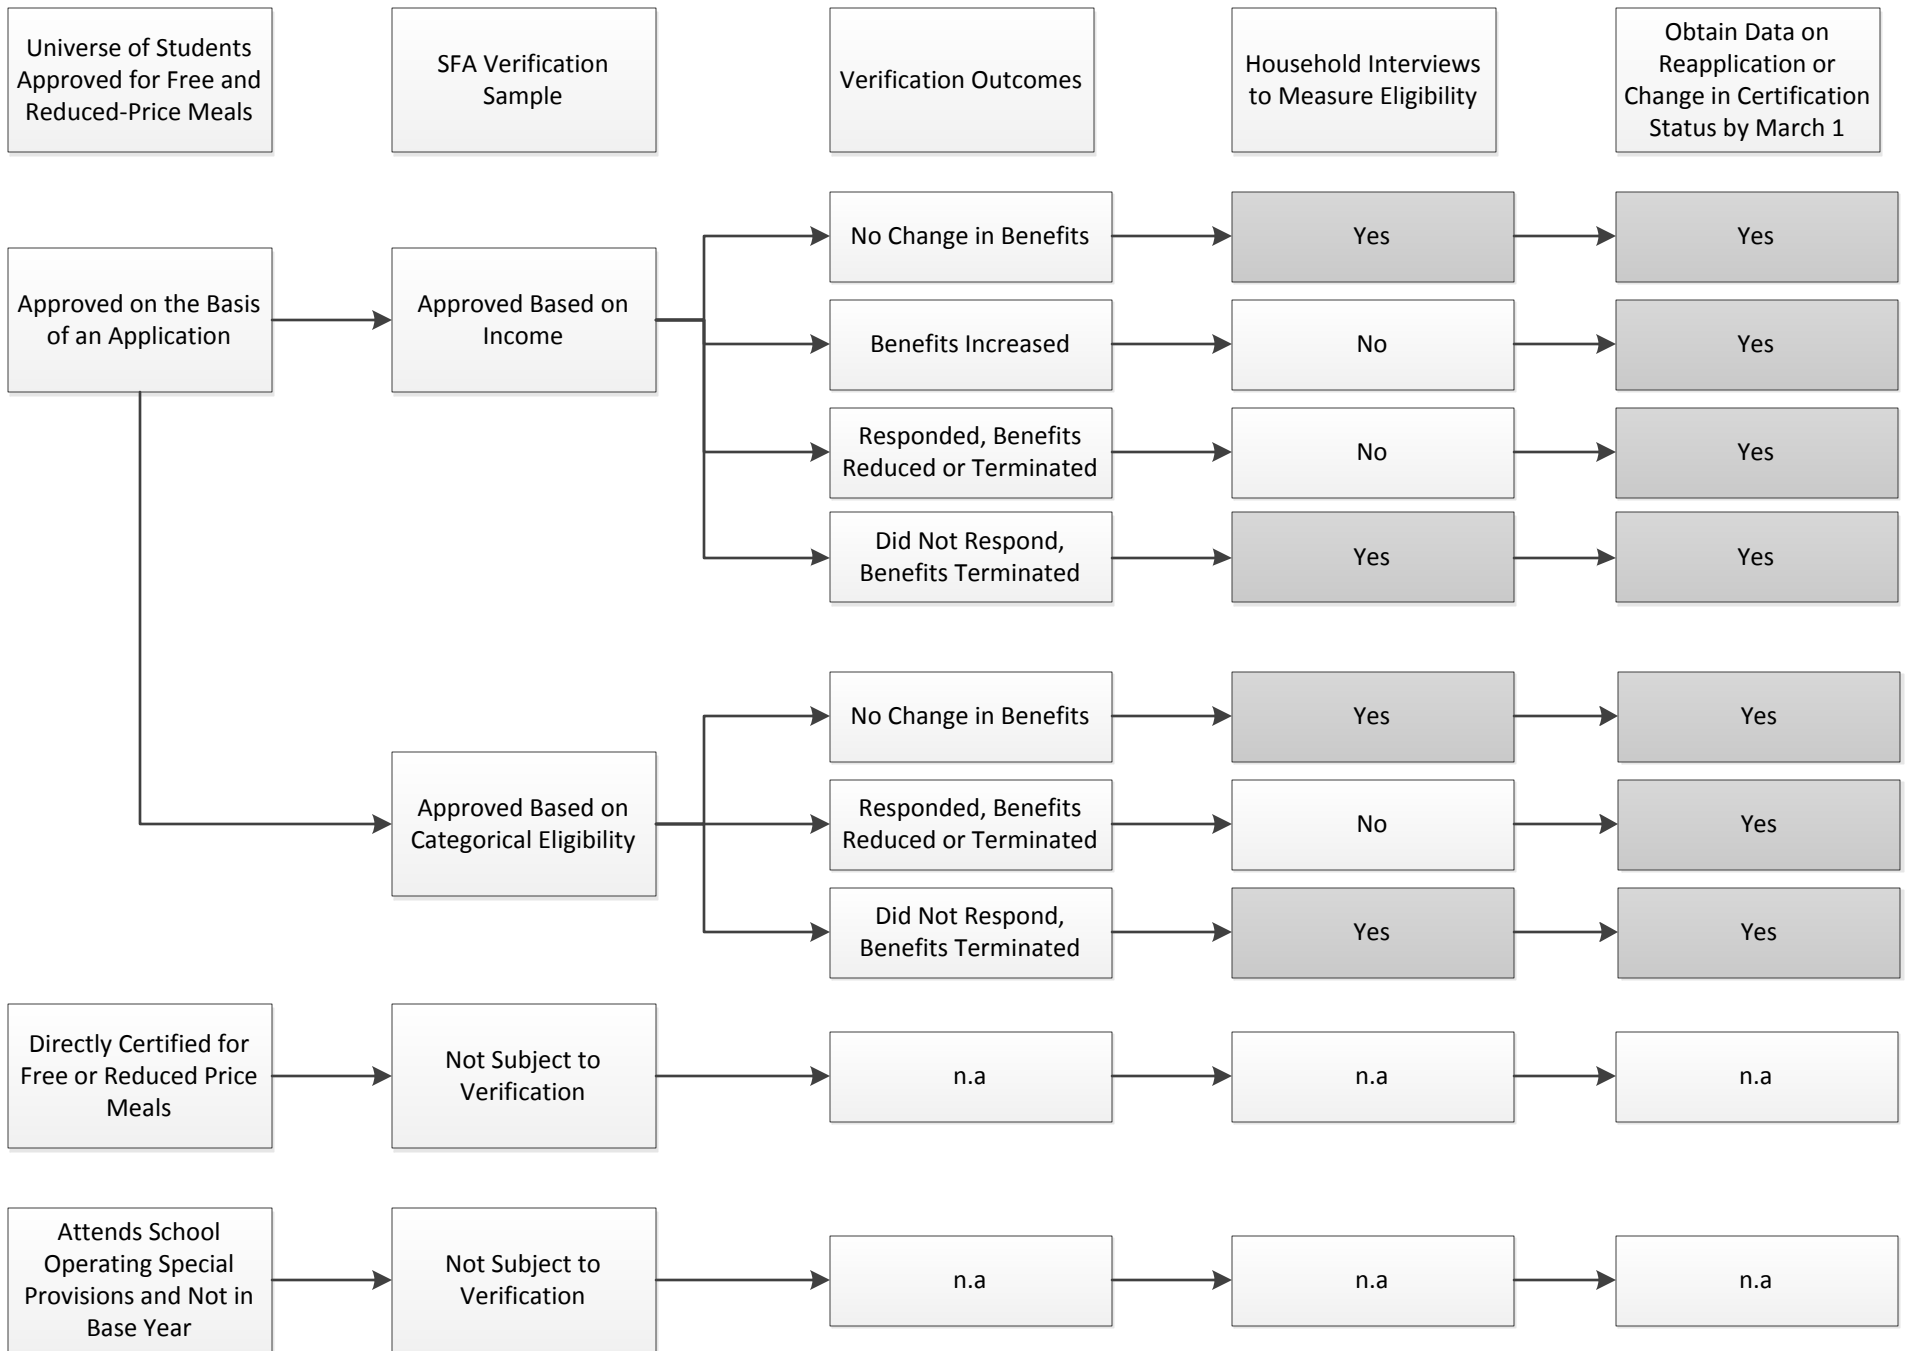 Universe of Students
Approved for Free and
Reduced-Price Meals
SFA Verification
Sample
Verification Outcomes
Household Interviews
to Measure Eligibility
Obtain Data on
Reapplication or
Change in Certification
Status by March 1
Approved on the Basis
of an Application
Approved Based on
Income
No Change in Benefits
Yes
Yes
Benefits Increased
No
Yes
Responded, Benefits
Reduced or Terminated
No
Yes
Did Not Respond,
Benefits Terminated
Yes
Yes
Approved Based on
Categorical Eligibility
No Change in Benefits
Yes
Yes
Responded, Benefits
Reduced or Terminated
No
Yes
Did Not Respond,
Benefits Terminated
Yes
Yes
Directly Certified for
Free or Reduced Price
Meals
Not Subject to
Verification
n.a
n.a
n.a
Attends School
Operating Special
Provisions and Not in
Base Year
Not Subject to
Verification
n.a
n.a
n.a